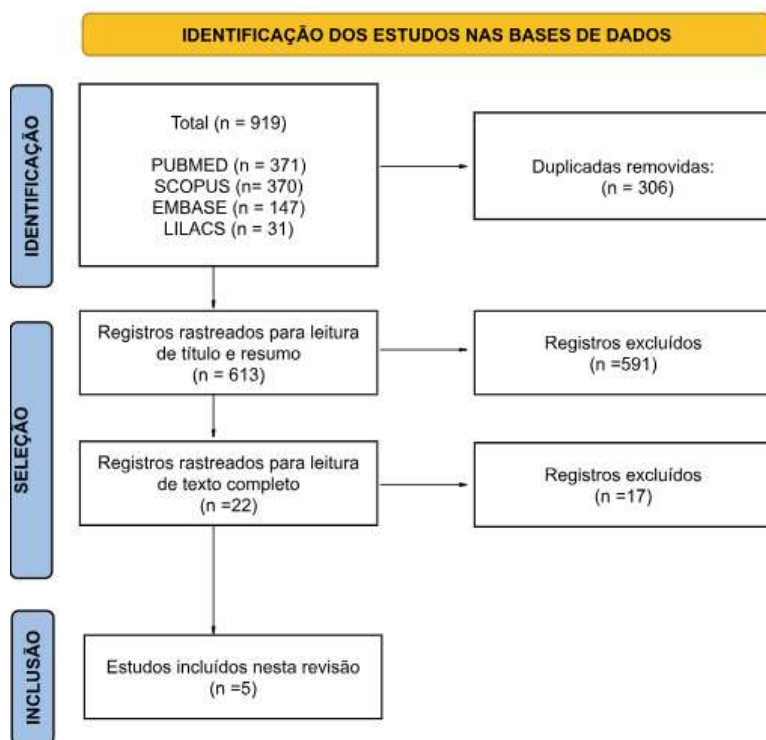 IDENTIFICAÇÃO DOS ESTUDOS NAS BASES DE DADOS
IDENTIFICAÇÃO
Total (n = 919)
PUBMED (n = 371)
SCOPUS (n= 370)
EMBASE (n = 147)
LILACS (n = 31)
Duplicadas removidas:
(n = 306)
SELEÇÃO
Registros rastreados para leitura
de título e resumo
(n = 613)
Registros excluídos
(n =591)
Registros rastreados para leitura
de texto completo
(n =22)
Registros excluídos
(n =17)
INCLUSÃO
Estudos incluídos nesta revisão
(n =5)